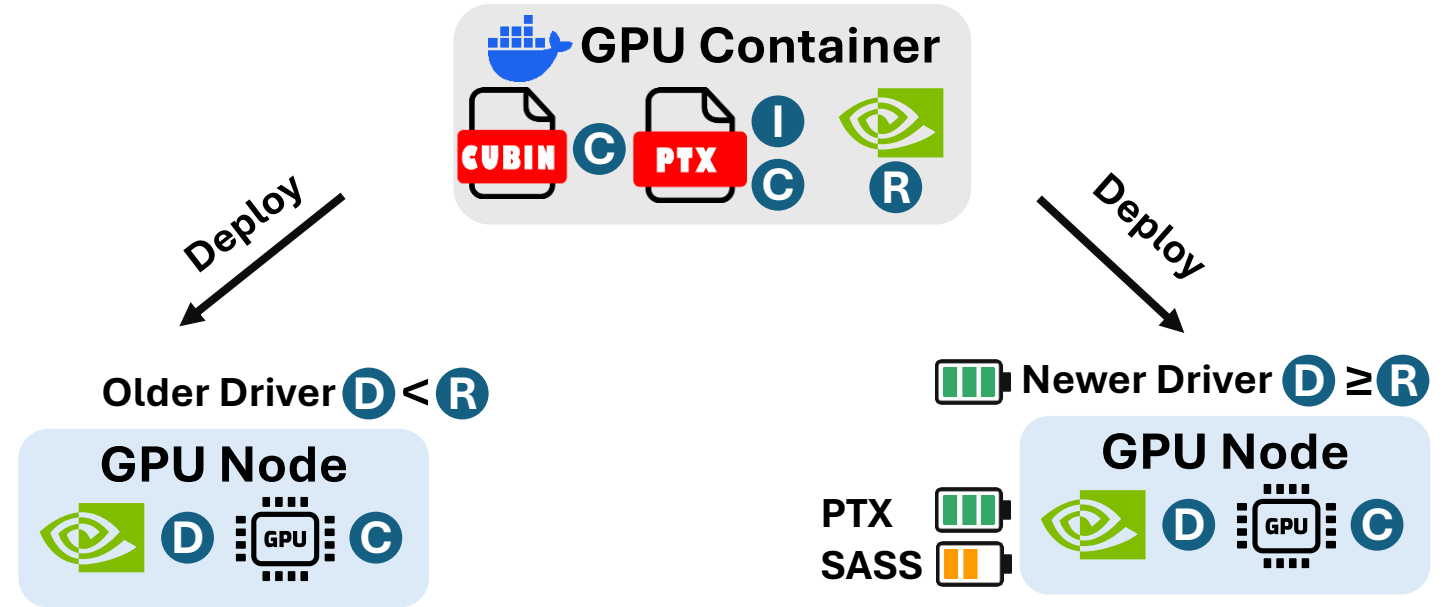 GPU Container
CUBIN C PTX I
C
R
Deploy
Deploy
Older Driver D < R
Newer Driver D ≥ R
GPU Node
D GPU C
GPU Node
D GPU C
PTX
SASS